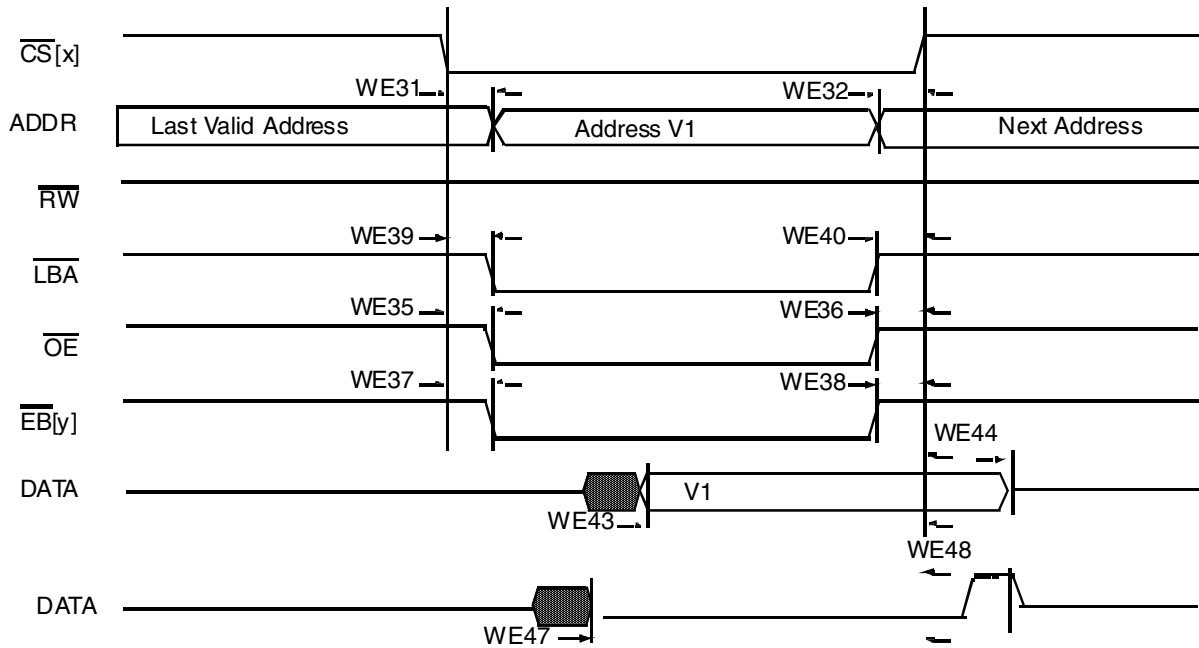 CS[x]
WE31
WE32
ADDR
Last Valid Address
Address V1
Next Address
RW
WE39
WE40
LBA
WE35
WE36
OE
WE37
WE38
EB[y]
WE44
DATA
V1
WE43
WE48
DATA
WE47